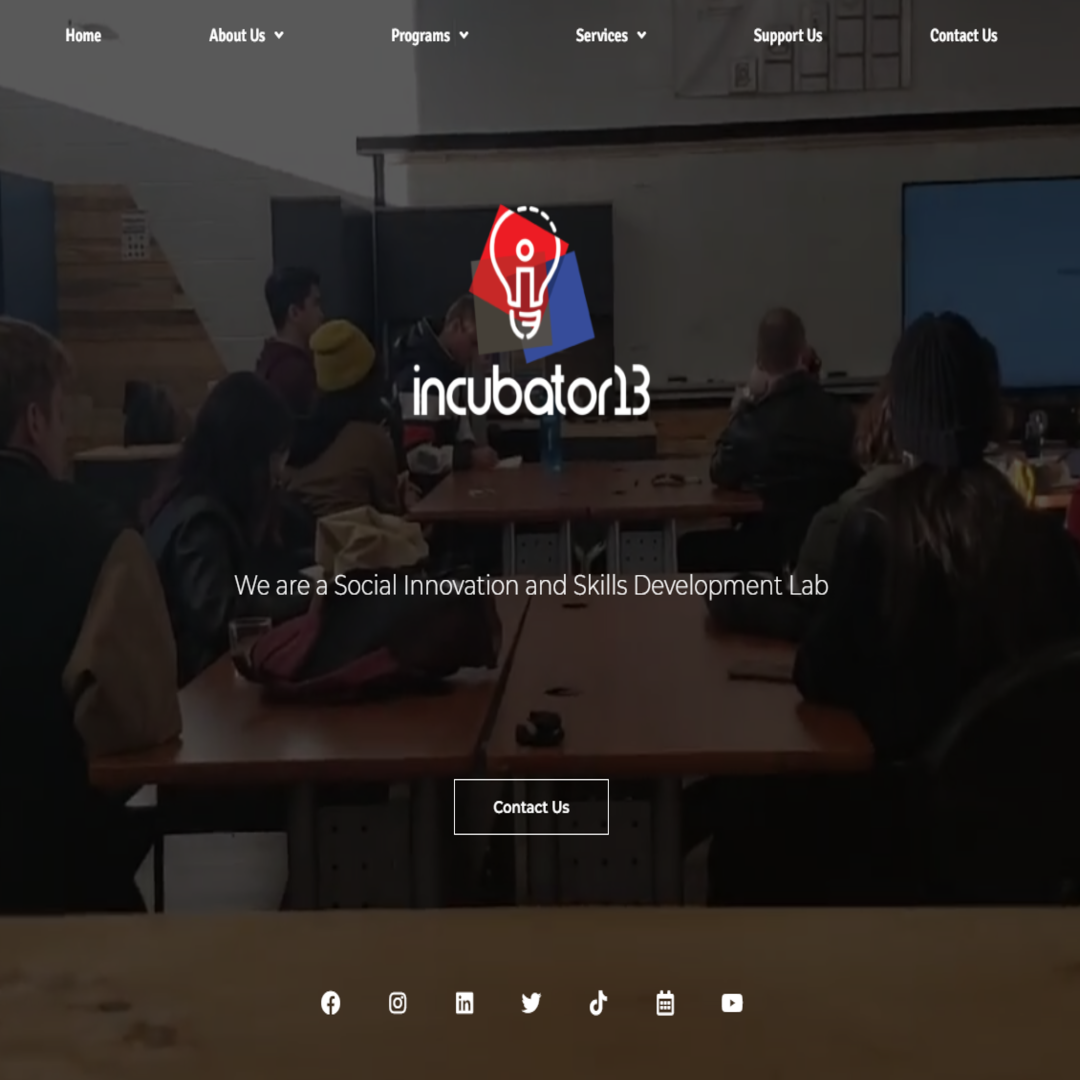 Home About Us Programs Services Support Us Contact Us
incubator13
We are a Social Innovation and Skills Development Lab
Contact Us